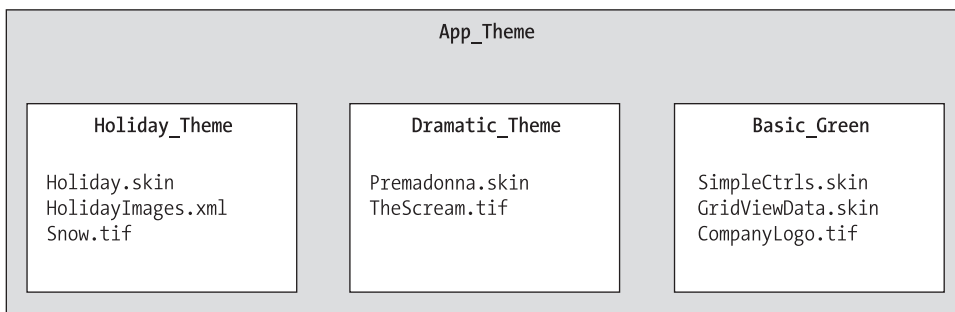 App_Theme
Holiday_Theme
Holiday.skin
HolidayImages.xml
Snow.tif
Dramatic_Theme
Premadonna.skin
TheScream.tif
Basic_Green
SimpleCtrls.skin
GridViewData.skin
CompanyLogo.tif